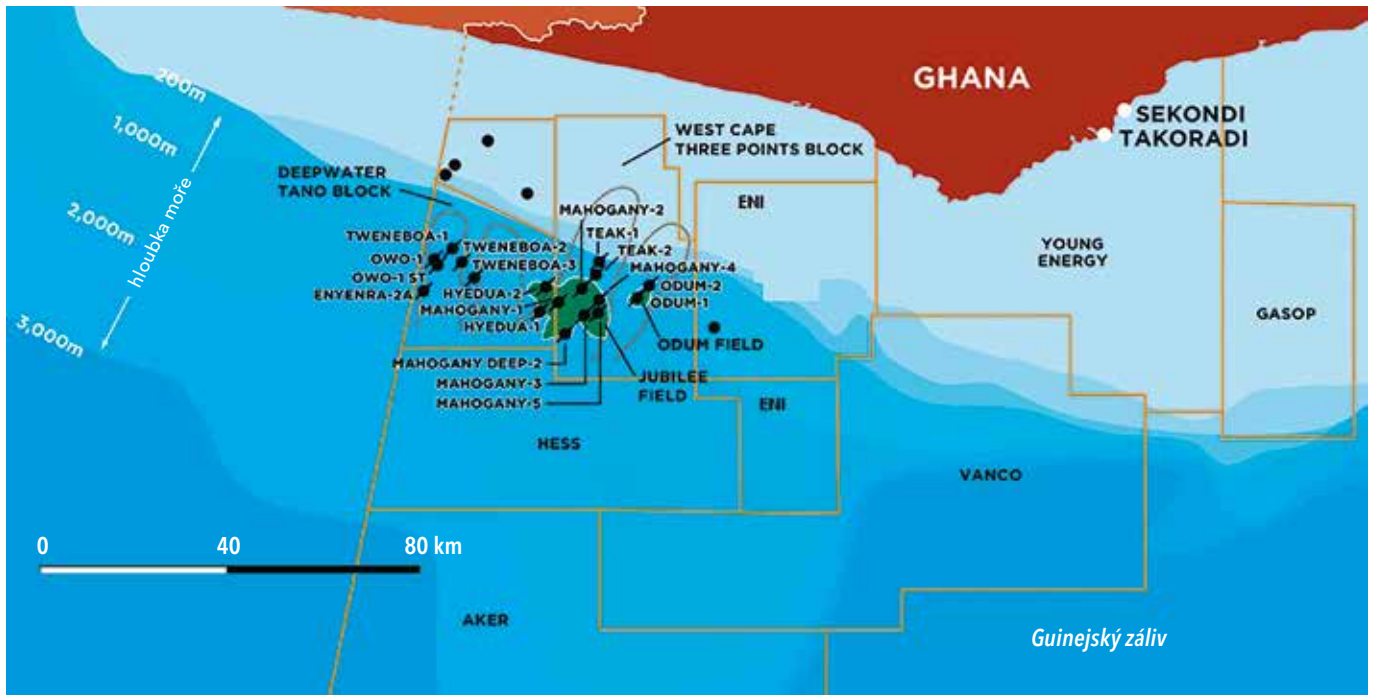 GHANA
SEKONDI
TAKORADI
200m
1,000m
2,000m
3,000m
hloubka moře
WEST CAPE
THREE POINTS BLOCK
DEEPWATER
TANO BLOCK
ENI
YOUNG
ENERGY
GASOP
MAHOGANY-2
TEAK-1
TEAK-2
MAHOGANY-4
ODUM-2
ODUM-1
TWENEBOA-1
TWENEBOA-2
OWO-1
TWENEBOA-3
OWO-1 ST
ENYENRA-2A
HYEDUA-2
MAHOGANY-1
HYEDUA-1
ODUM FIELD
MAHOGANY DEEP-2
MAHOGANY-3
MAHOGANY-5
JUBILEE
FIELD
ENI
HESS
VANCO
0
40
80 km
AKER
Guinejský záliv